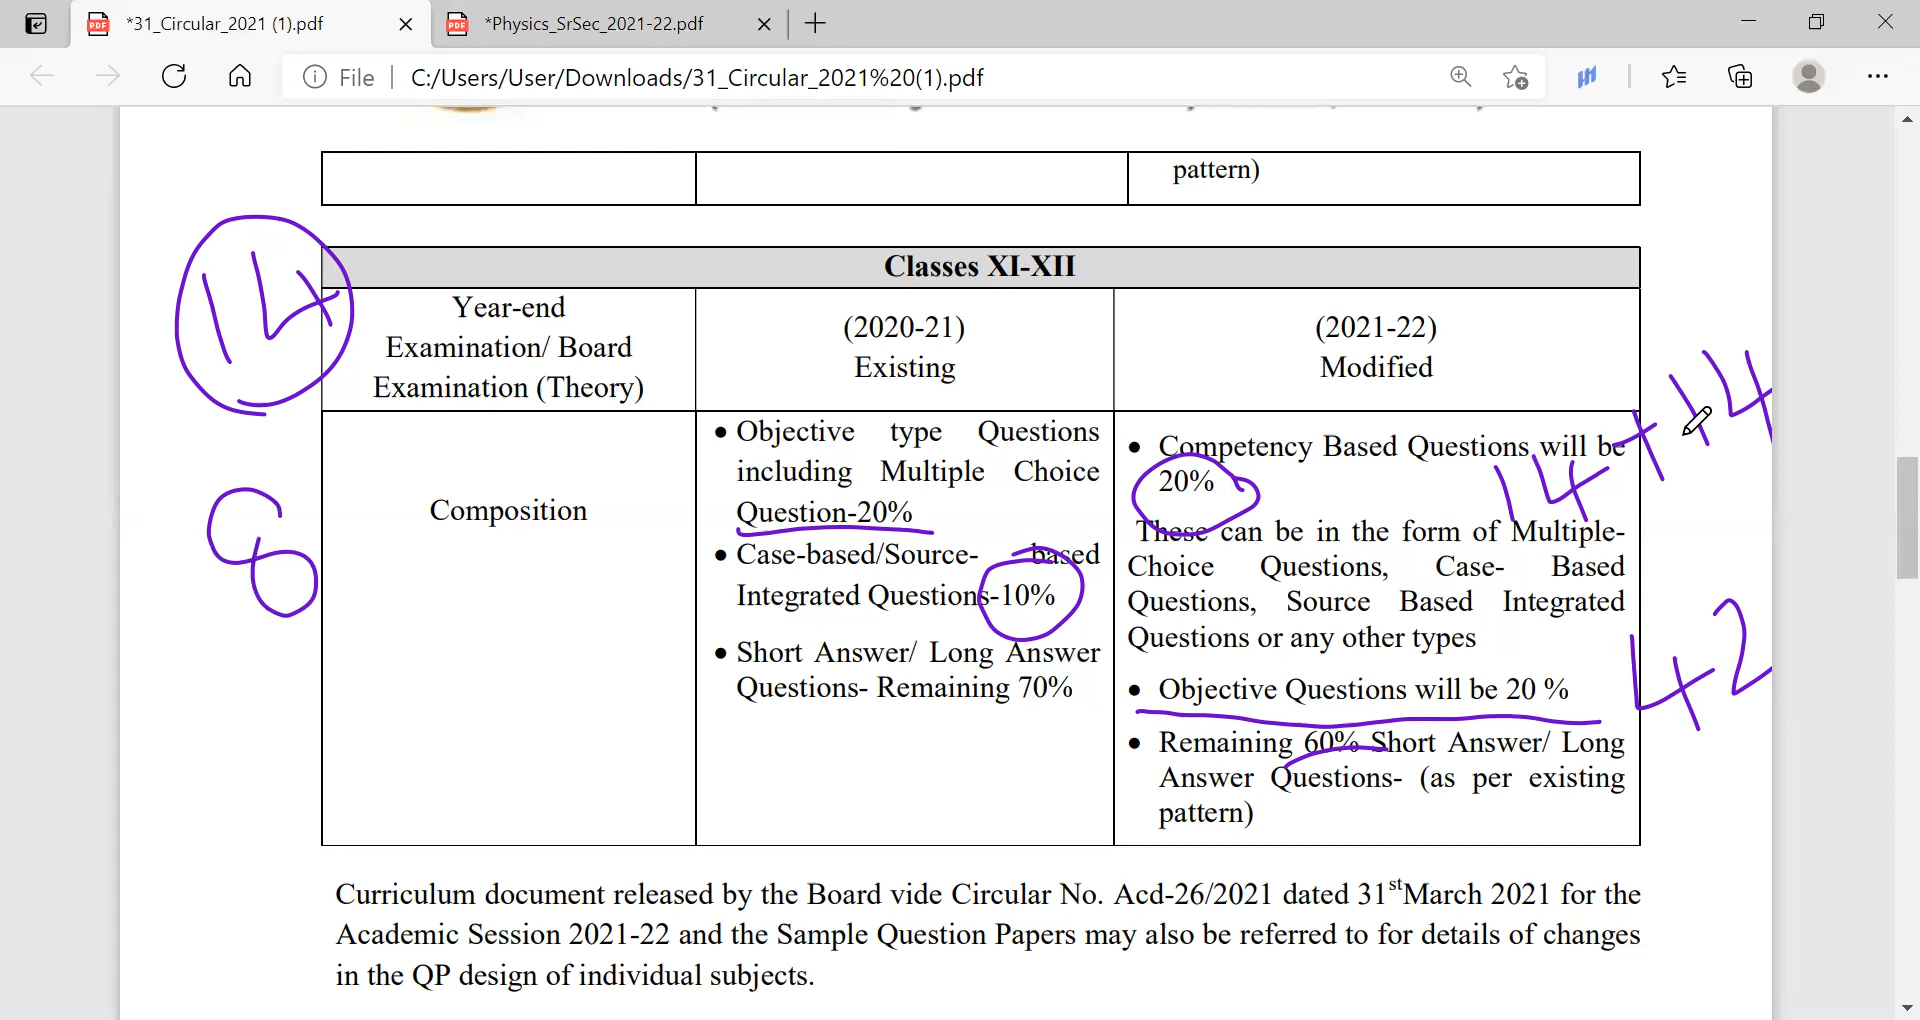 *31_Circular_2021 (1).pdf
*Physics_SrSec_2021-22.pdf
File
C:/Users/User/Downloads/31_Circular_2021%20(1).pdf
pattern)
Classes XI-XII
Year-end
Examination/ Board
Examination (Theory)
(2020-21)
Existing
(2021-22)
Modified
Composition
• Objective type Questions
including Multiple Choice
Question-20%
• Case-based/Source- based
Integrated Questions-10%
• Short Answer/ Long Answer
Questions- Remaining 70%
• Competency Based Questions will be
20%
These can be in the form of Multiple-
Choice Questions, Case- Based
Questions, Source Based Integrated
Questions or any other types
• Objective Questions will be 20 %
• Remaining 60% Short Answer/ Long
Answer Questions- (as per existing
pattern)
14
8
14 + 14
42
Curriculum document released by the Board vide Circular No. Acd-26/2021 dated 31st March 2021 for the
Academic Session 2021-22 and the Sample Question Papers may also be referred to for details of changes
in the QP design of individual subjects.